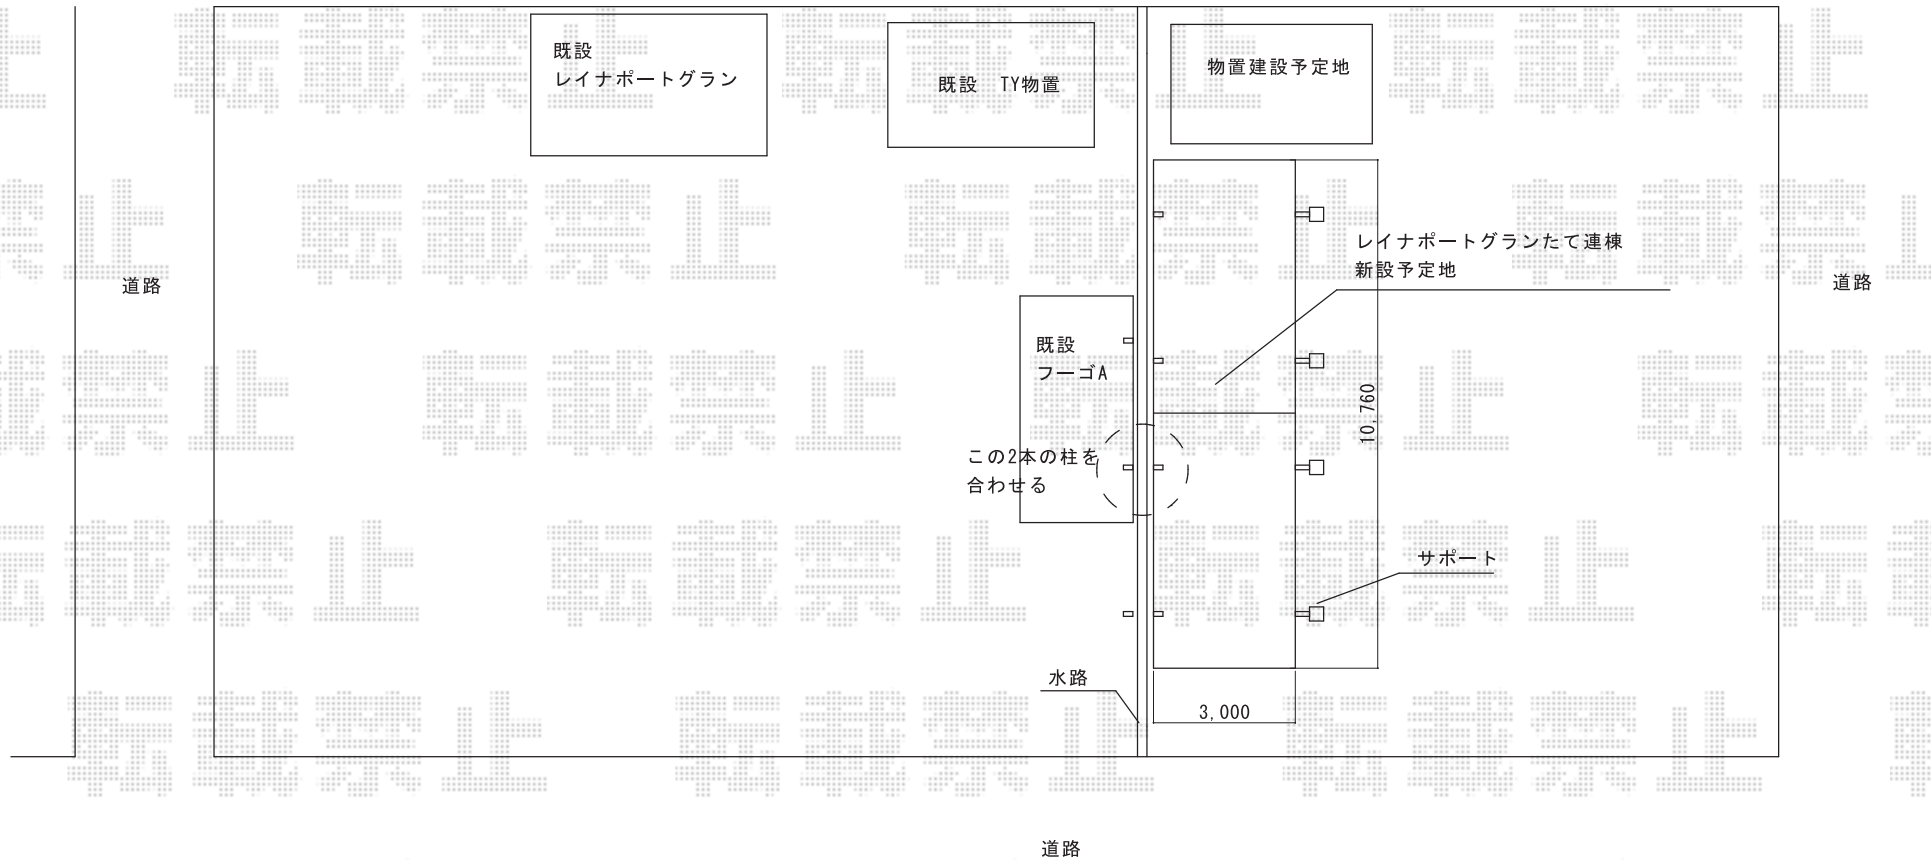 既設
レイナポートグラン
既設 TY物置
物置建設予定地
レイナポートグランたて連棟
新設予定地
道路
道路
既設
フーゴA
10,760
この2本の柱を
合わせる
サポート
水路
3,000
道路
転載禁止